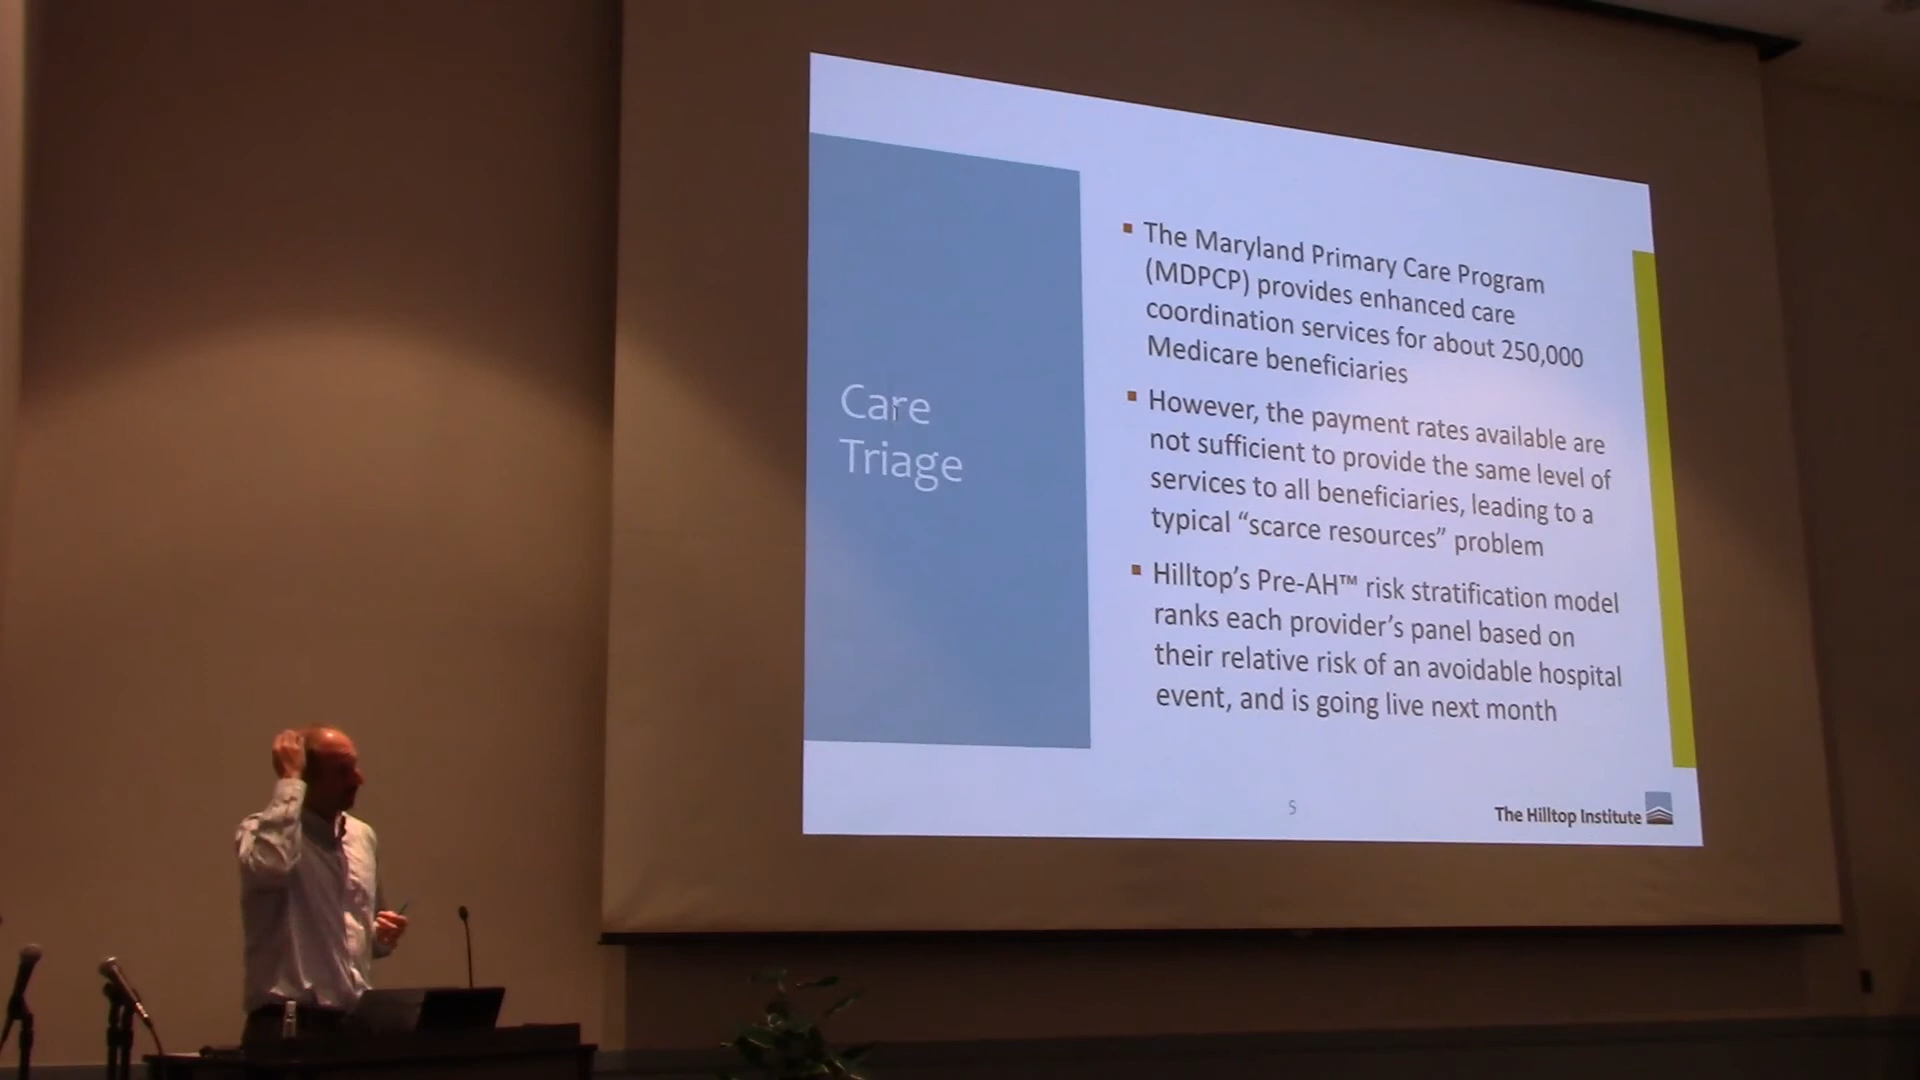 Care
Triage
▪ The Maryland Primary Care Program
(MDPCP) provides enhanced care
coordination services for about 250,000
Medicare beneficiaries
▪ However, the payment rates available are
not sufficient to provide the same level of
services to all beneficiaries, leading to a
typical “scarce resources” problem
▪ Hilltop’s Pre-AH™ risk stratification model
ranks each provider’s panel based on
their relative risk of an avoidable hospital
event, and is going live next month
5
The Hilltop Institute